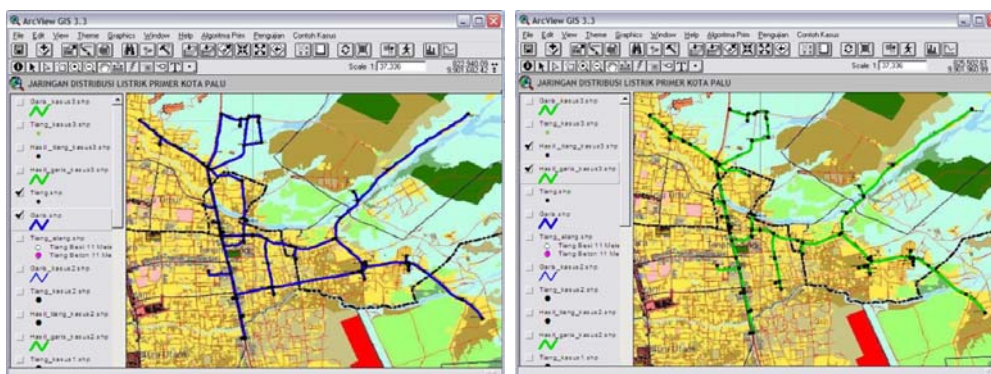 ArcView GIS 3.3
File Edit View Theme Graphics Window Help Algoritma Prim Pengujian Contoh Kasus
Scale 1: 37,336
JARINGAN DISTRIBUSI LISTRIK PRIMER KOTA PALU
Garis_kasus3.shp
Tiang_kasus3.shp
Hasil_tiang_kasus3.shp
Hasil_garis_kasus3.shp
Tiang.shp
Garis.shp
Tiang_elang.shp
Tiang Besi 11 Mete
Tiang Beton 11 Me
Garis_kasus2.shp
Tiang_kasus2.shp
Hasil_tiang_kasus2.shp
Hasil_garis_kasus2.shp
Tiang_kasus1.shp
ArcView GIS 3.3
File Edit View Theme Graphics Window Help Algoritma Prim Pengujian Contoh Kasus
Scale 1: 37,336
JARINGAN DISTRIBUSI LISTRIK PRIMER KOTA PALU
Garis_kasus3.shp
Tiang_kasus3.shp
Hasil_tiang_kasus3.shp
Hasil_garis_kasus3.shp
Tiang.shp
Garis.shp
Tiang_elang.shp
Tiang Besi 11 Mete
Tiang Beton 11 Me
Garis_kasus2.shp
Tiang_kasus2.shp
Hasil_tiang_kasus2.shp
Hasil_garis_kasus2.shp
Tiang_kasus1.shp